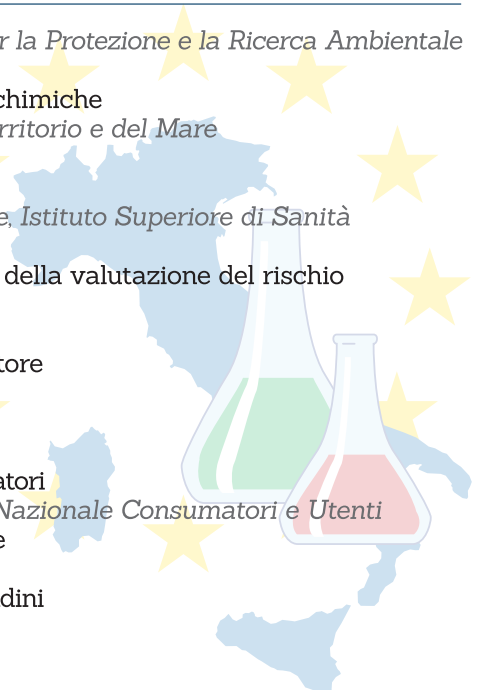 r la Protezione e la Ricerca Ambientale
chimiche
rritorio e del Mare
e, Istituto Superiore di Sanità
della valutazione del rischio
tore
atori
Nazionale Consumatori e Utenti
e
dini